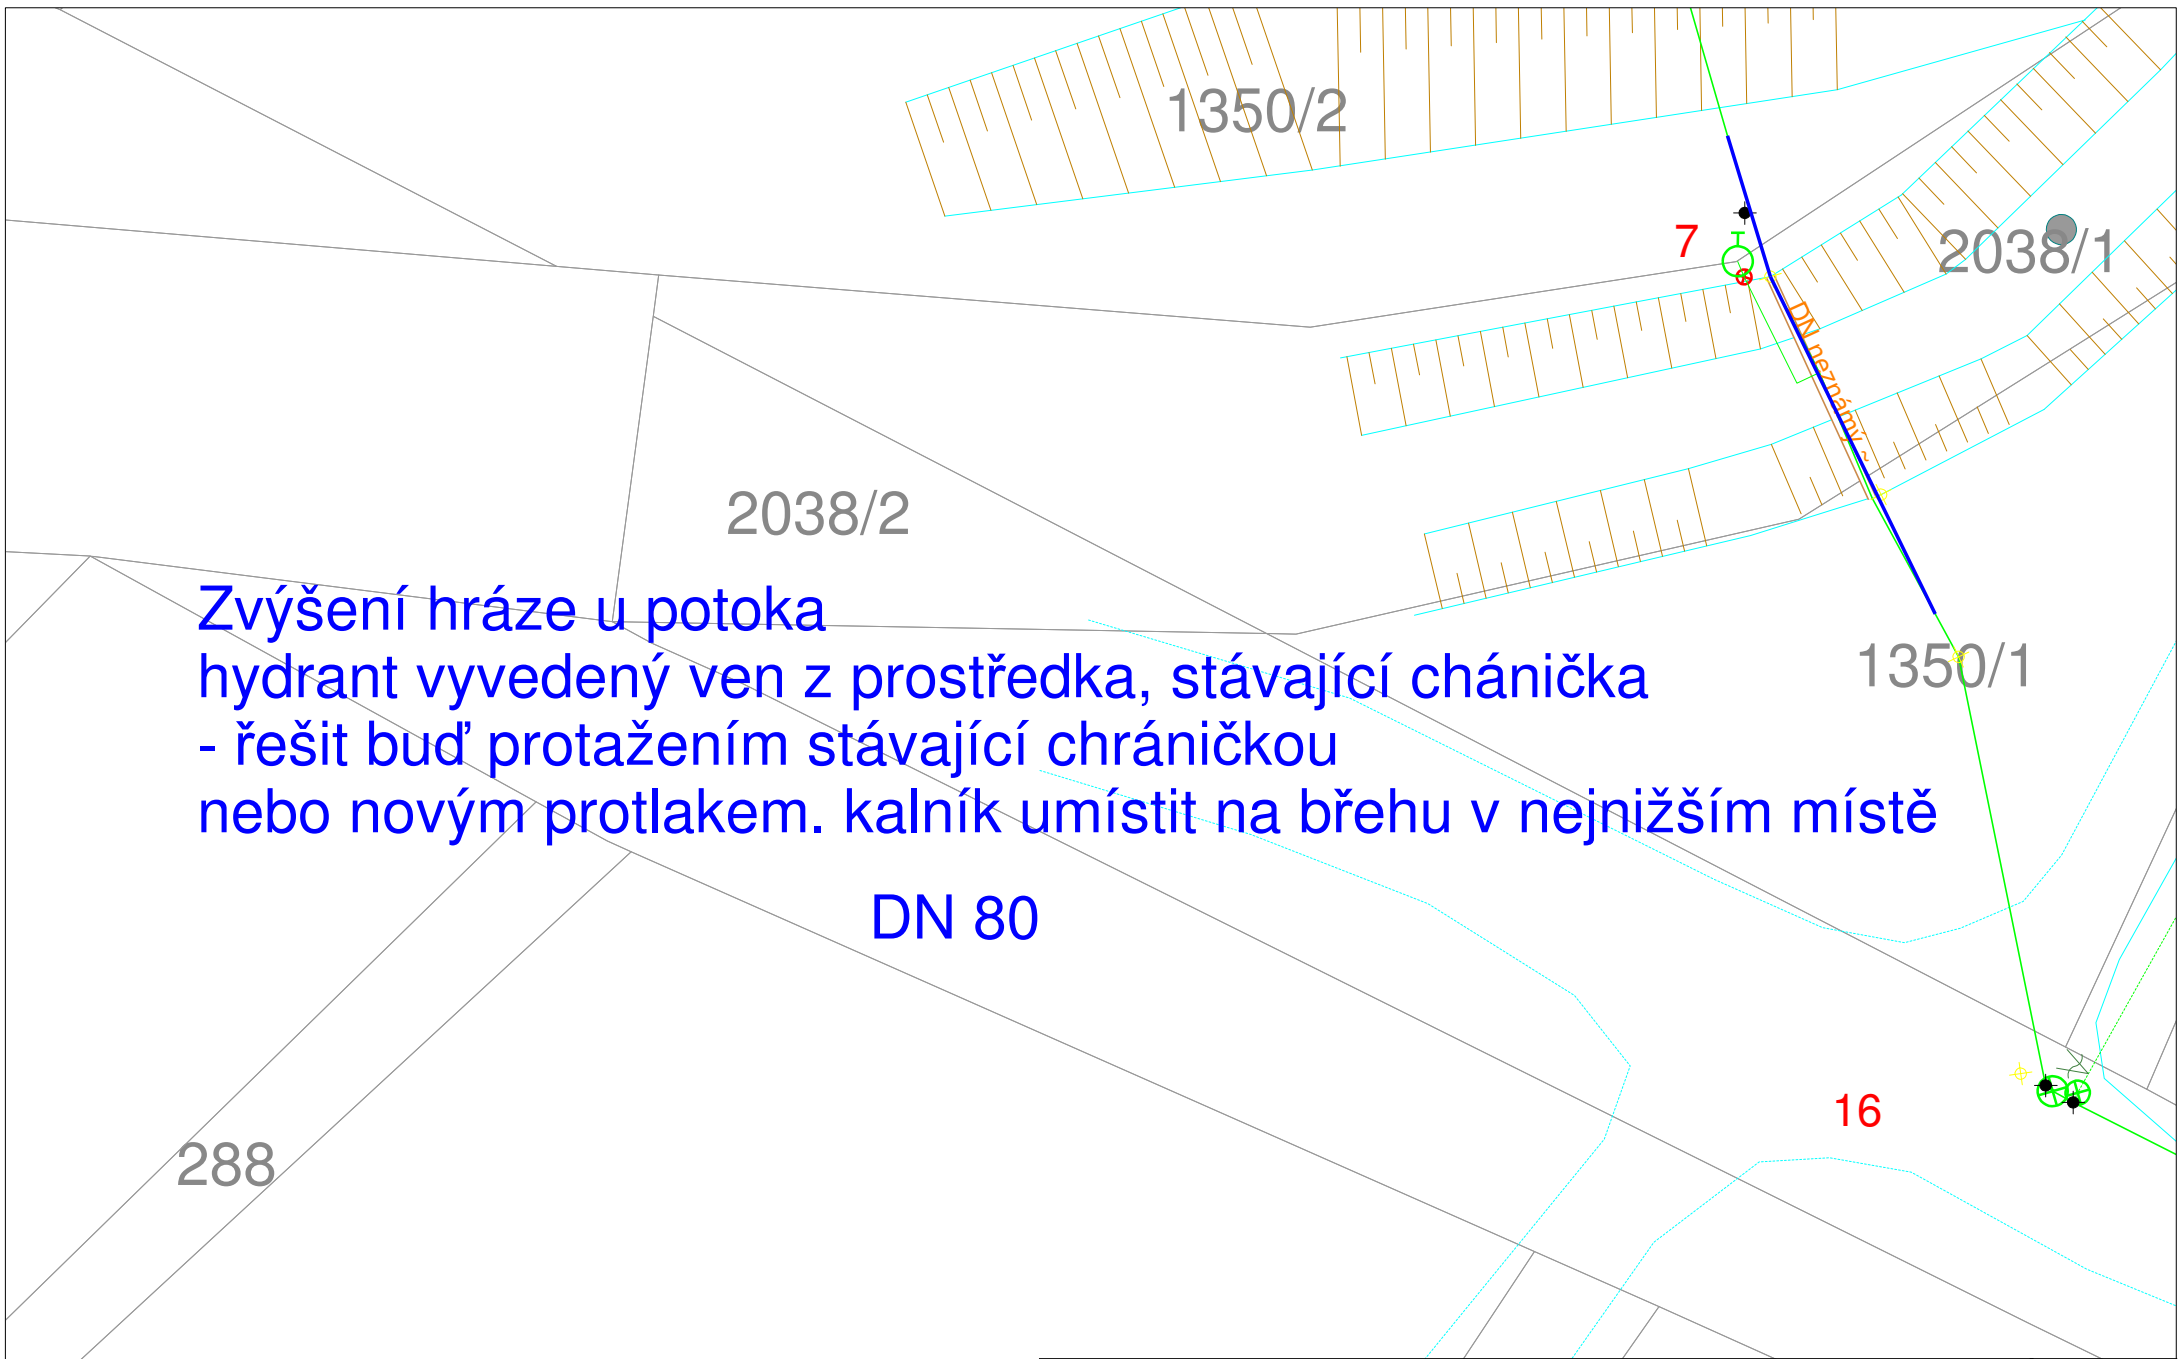 1350/2
7
2038/1
DN neznámý ~
2038/2
Zvýšení hráze u potoka
hydrant vyvedený ven z prostředka, stávající chánička
1350/1
- řešit buď protažením stávající chráničkou
nebo novým protlakem. kalník umístit na břehu v nejnižším místě
DN 80
16
288